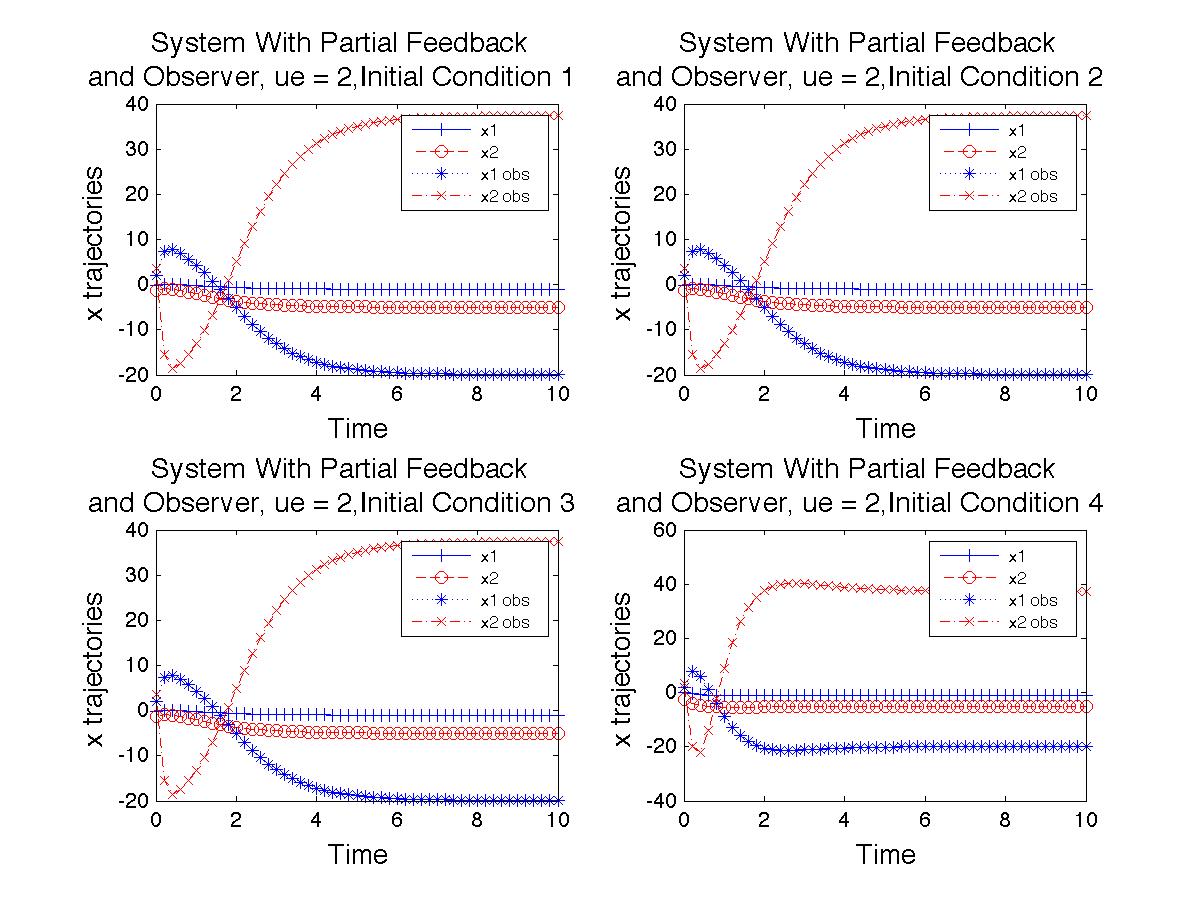 System With Partial Feedback
and Observer, ue = 2,Initial Condition 1
40
30
20
10
0
-10
-20
x trajectories
x1
x2
x1 obs
x2 obs
0 2 4 6 8 10
Time
System With Partial Feedback
and Observer, ue = 2,Initial Condition 2
40
30
20
10
0
-10
-20
x trajectories
x1
x2
x1 obs
x2 obs
0 2 4 6 8 10
Time
System With Partial Feedback
and Observer, ue = 2,Initial Condition 3
40
30
20
10
0
-10
-20
x trajectories
x1
x2
x1 obs
x2 obs
0 2 4 6 8 10
Time
System With Partial Feedback
and Observer, ue = 2,Initial Condition 4
60
40
20
0
-20
-40
x trajectories
x1
x2
x1 obs
x2 obs
0 2 4 6 8 10
Time